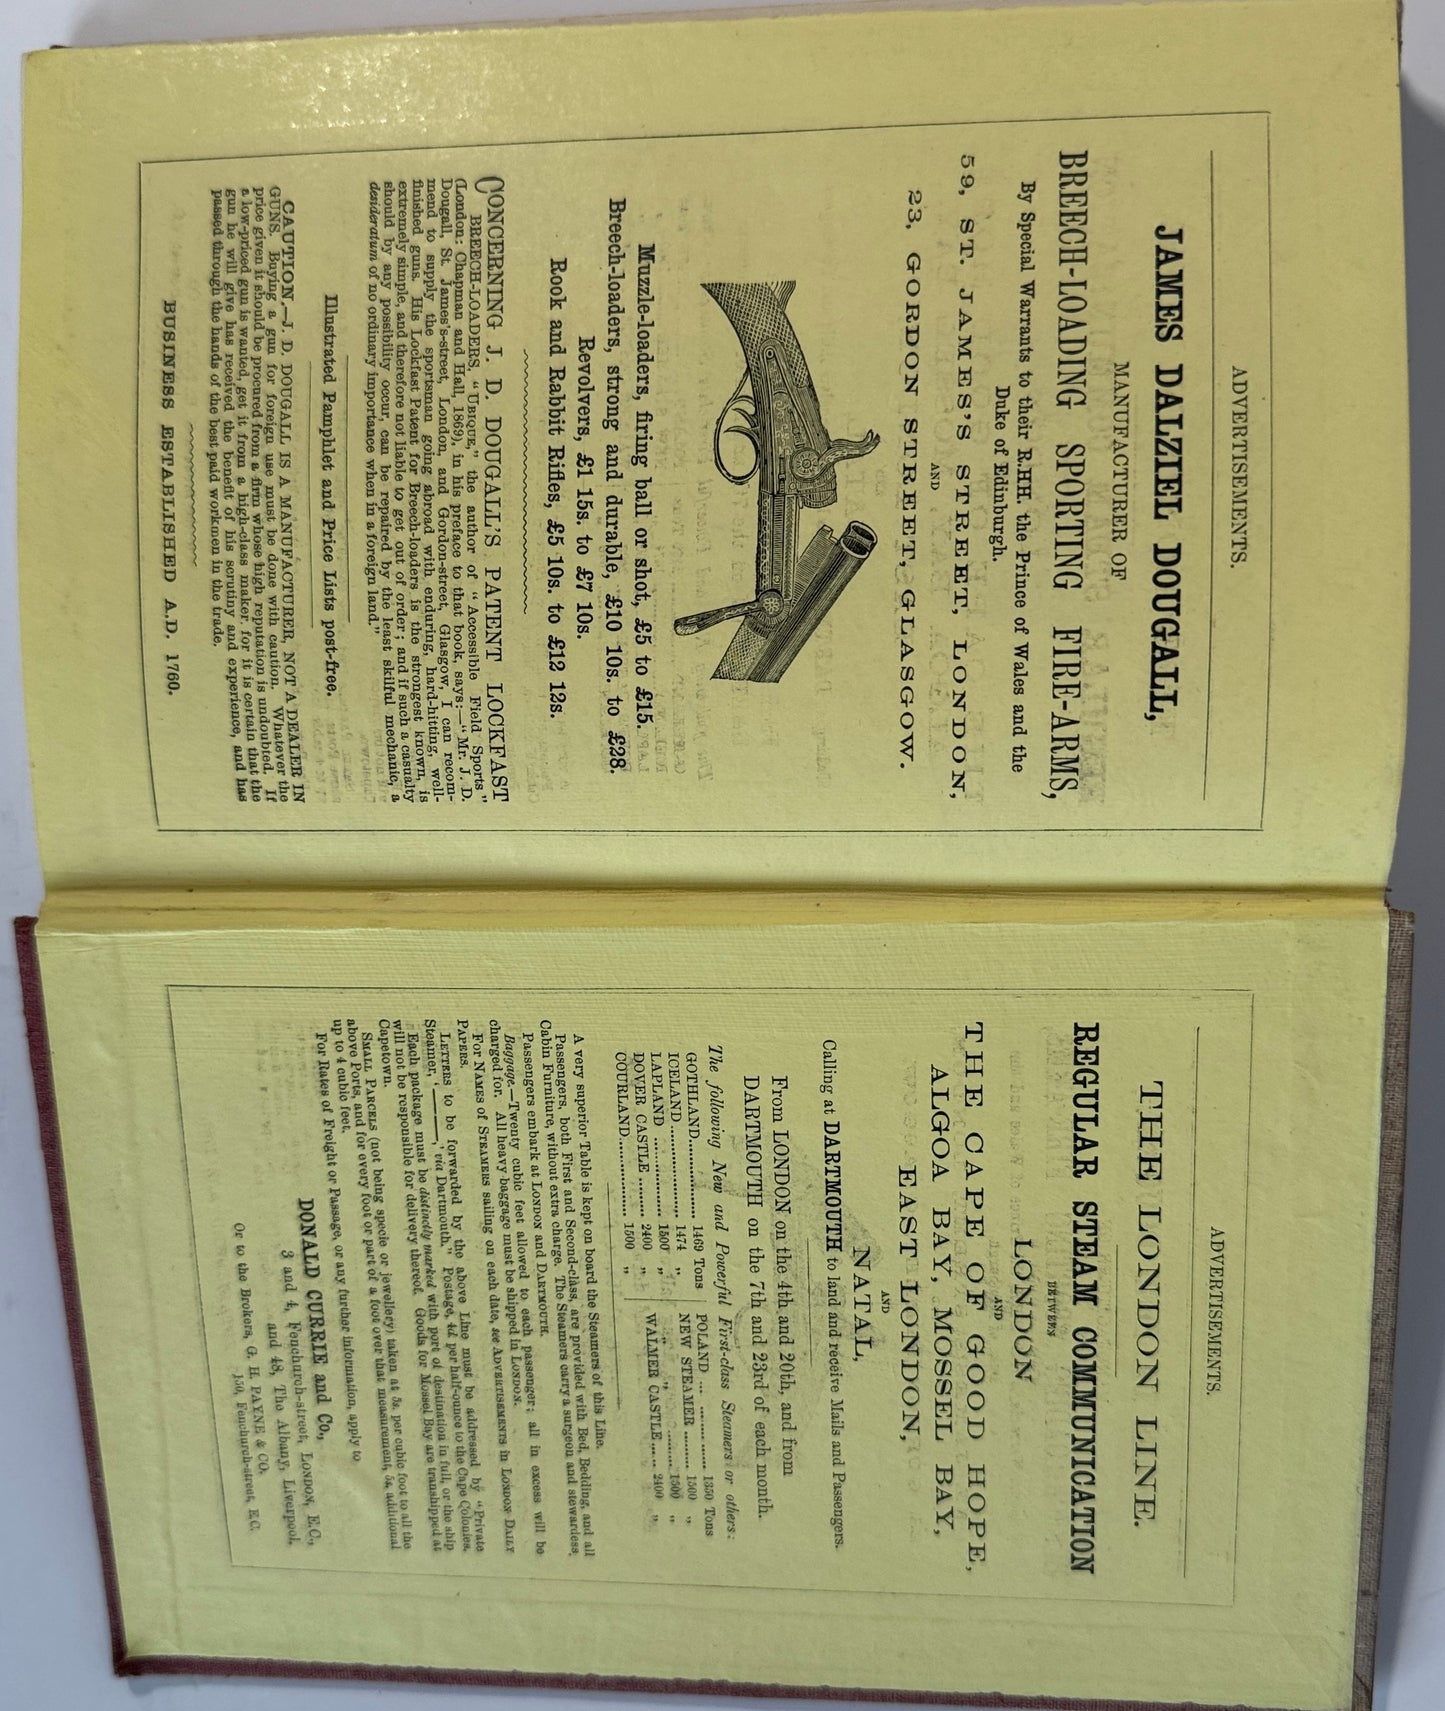 ADVERTISEMENTS.
JAMES DALZIEL DOUGALL,
MANUFACTURER OF
BREECH-LOADING SPORTING FIRE-ARMS,
By Special Warrants to their R.HH. the Prince of Wales and the
Duke of Edinburgh.
59, ST. JAMES'S STREET, LONDON,
AND
23, GORDON STREET, GLASGOW.
Muzzle-loaders, firing ball or shot, £5 to £15.
Breech-loaders, strong and durable, £10 10s. to £28.
Revolvers, £1 15s. to £7 10s.
Rook and Rabbit Rifles, £5 10s. to £12 12s.
CONCERNING J. D. DOUGALL'S PATENT LOCKFAST
BREECH-LOADERS, "UBIQUE," the author of "Accessible Field Sports"
(London: Chapman and Hall, 1869), in his preface to that book, says:—"Mr. J. D.
Dougall, St. James's-street, London, and Gordon-street, Glasgow, I can recom-
mend to supply the sportsman going abroad with enduring, hard-hitting, well-
finished guns. His Lockfast Patent for Breech-loaders is the strongest known, is
extremely simple, and therefore not liable to get out of order; and if such a casualty
should by any possibility occur, can be repaired by the least skilful mechanic, a
desideratum of no ordinary importance when in a foreign land."
Illustrated Pamphlet and Price Lists post-free.
CAUTION.—J. D. DOUGALL IS A MANUFACTURER, NOT A DEALER IN
GUNS. Buying a gun for foreign use must be done with caution. Whatever the
price given it should be procured from a firm whose high reputation is undoubted. If
a low-priced gun is wanted, get it from a high-class maker, for it is certain that the
gun he will give has received the benefit of his scrutiny and experience, and has
passed through the hands of the best-paid workmen in the trade.
BUSINESS ESTABLISHED A.D. 1760.
ADVERTISEMENTS.
THE LONDON LINE.
REGULAR STEAM COMMUNICATION
BETWEEN
LONDON
AND
THE CAPE OF GOOD HOPE,
ALGOA BAY, MOSSEL BAY,
EAST LONDON,
AND
NATAL,
Calling at DARTMOUTH to land and receive Mails and Passengers.
From LONDON on the 4th and 20th, and from
DARTMOUTH on the 7th and 23rd of each month.
The following New and Powerful First-class Steamers or others:
GOTHLAND.................. 1469 Tons POLAND ... ......... ...... 1350 Tons
ICELAND .................... 1474 „ NEW STEAMER ......... 1500 „
LAPLAND .................... 1500 „ „ „ ......... 1500 „
DOVER CASTLE .......... 2400 „ WALMER CASTLE...... 2400 „
COURLAND................. 1500 „
A very superior Table is kept on board the Steamers of this Line.
Passengers, both First and Second-class, are provided with Bed, Bedding, and all
Cabin Furniture, without extra charge. The Steamers carry a surgeon and stewardess.
Passengers embark at LONDON and DARTMOUTH.
Baggage.—Twenty cubic feet allowed to each passenger; all in excess will be
charged for. All heavy baggage must be shipped in LONDON.
For NAMES of STEAMERS sailing on each date, see ADVERTISEMENTS in LONDON DAILY
PAPERS.
LETTERS to be forwarded by the above Line must be addressed by "Private
Steamer, '———,' via Dartmouth." Postage, 4d per half-ounce to the Cape Colonies.
Each package must be distinctly marked with port of destination in full, or the ship
will not be responsible for delivery thereof. Goods for Mossel Bay are transhipped at
Capetown.
SMALL PARCELS (not being specie or jewellery) taken at 5s. per cubic foot to all the
above Ports, and for every foot or part of a foot over that measurement, 5s. additional
up to 4 cubic feet.
For Rates of Freight or Passage, or any further information, apply to
DONALD CURRIE and Co.,
3 and 4, Fenchurch-street, LONDON, E.C.,
and 48, The Albany, Liverpool.
Or to the Brokers, G. H. PAYNE & CO.
150, Fenchurch-street, E.C.